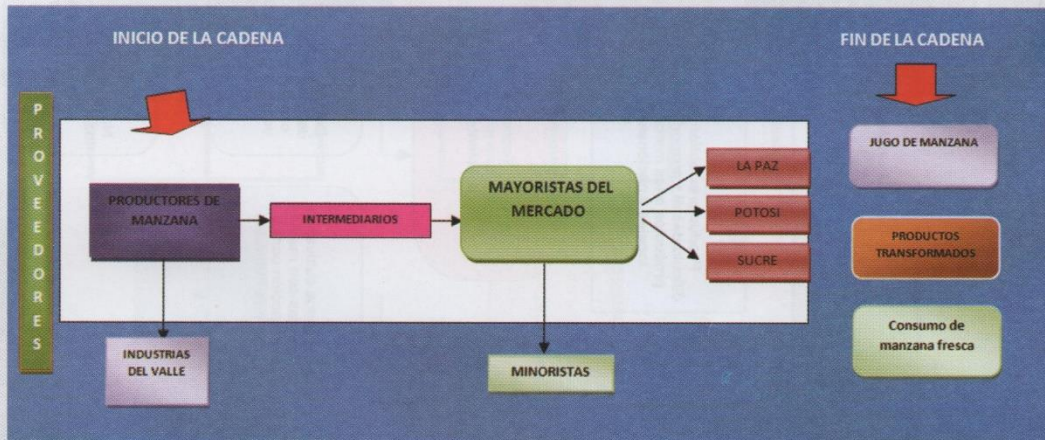 INICIO DE LA CADENA
FIN DE LA CADENA
PROVEEDORES
PRODUCTORES DE
MANZANA
INTERMEDIARIOS
MAYORISTAS DEL
MERCADO
LA PAZ
POTOSI
SUCRE
INDUSTRIAS
DEL VALLE
MINORISTAS
JUGO DE MANZANA
PRODUCTOS
TRANSFORMADOS
Consumo de
manzana fresca